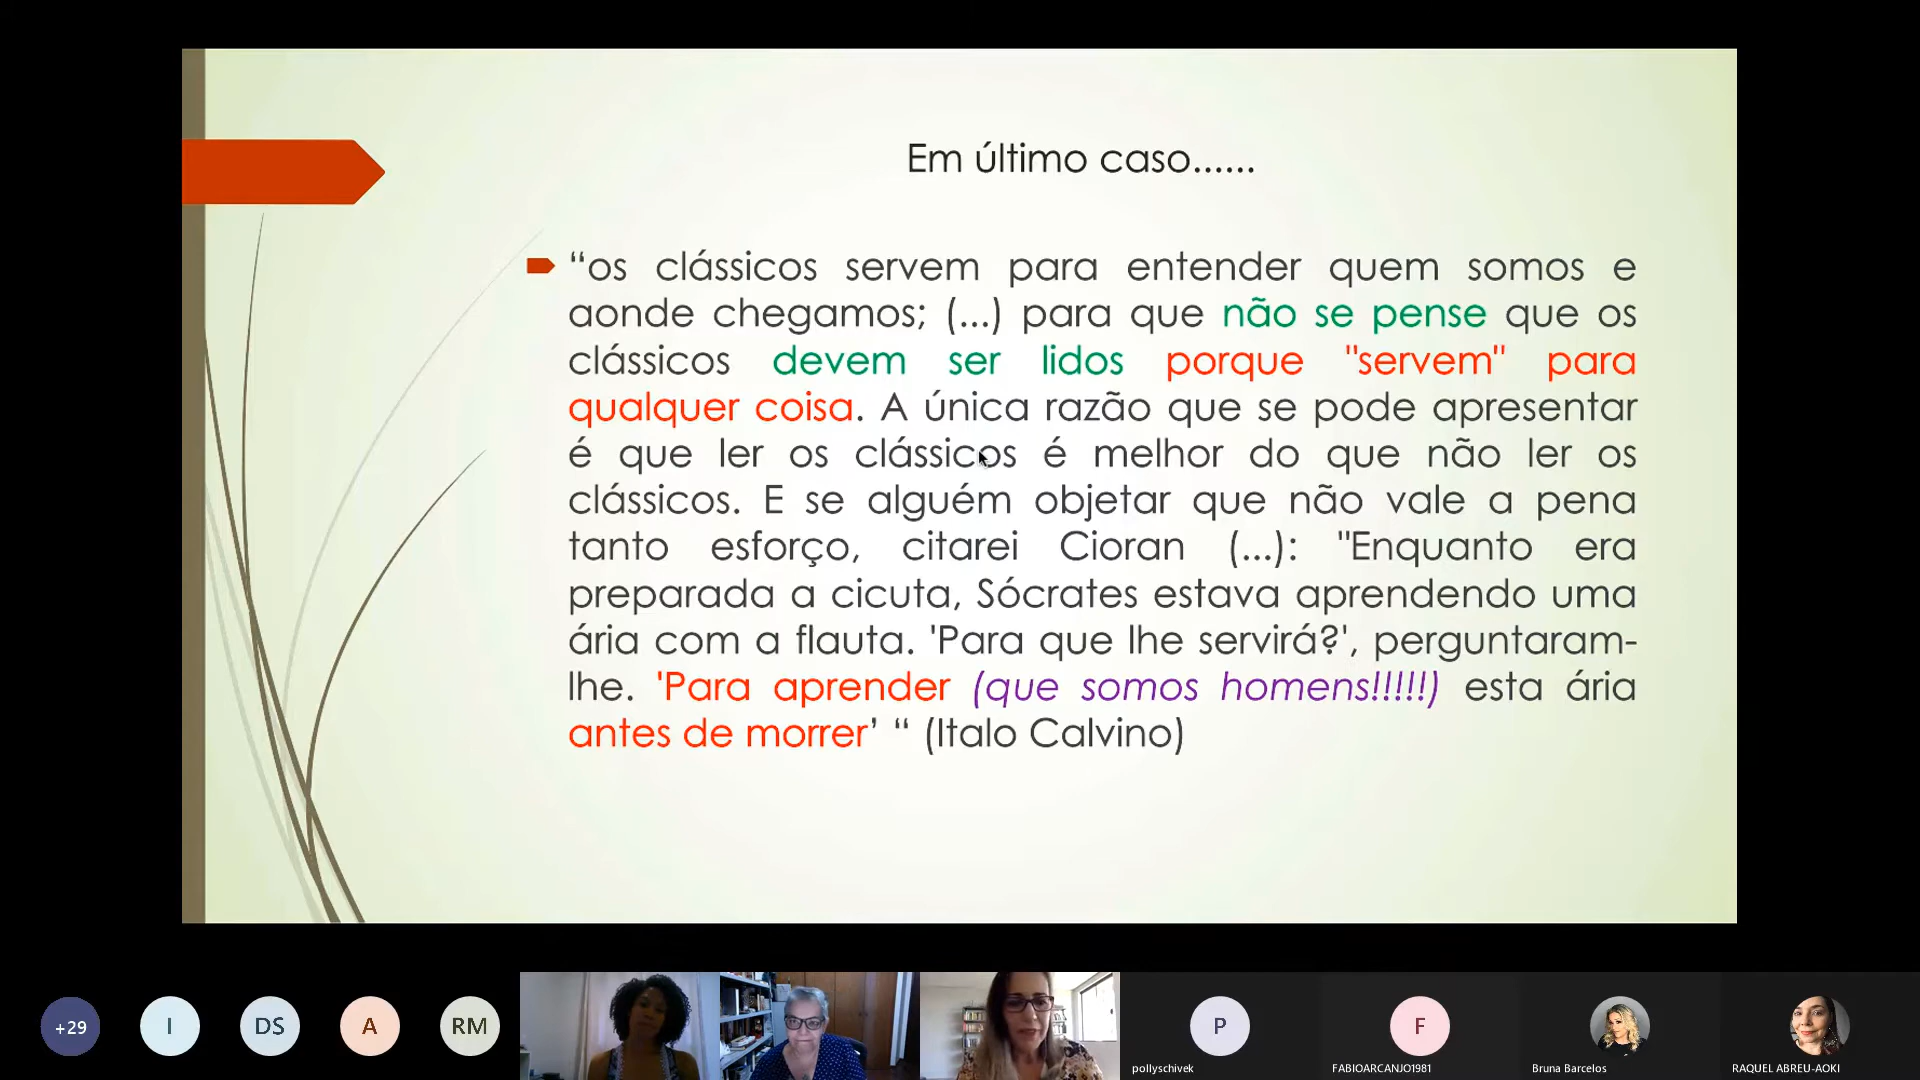 Em último caso......
“os clássicos servem para entender quem somos e
aonde chegamos; (...) para que não se pense que os
clássicos devem ser lidos porque "servem" para
qualquer coisa. A única razão que se pode apresentar
é que ler os clássicos é melhor do que não ler os
clássicos. E se alguém objetar que não vale a pena
tanto esforço, citarei Cioran (...): "Enquanto era
preparada a cicuta, Sócrates estava aprendendo uma
ária com a flauta. 'Para que lhe servirá?', perguntaram-
lhe. 'Para aprender (que somos homens!!!!!) esta ária
antes de morrer’ “ (Italo Calvino)
+29
I
DS
A
RM
P
F
pollyschivek
FABIOARCANJO1981
Bruna Barcelos
RAQUEL ABREU-AOKI